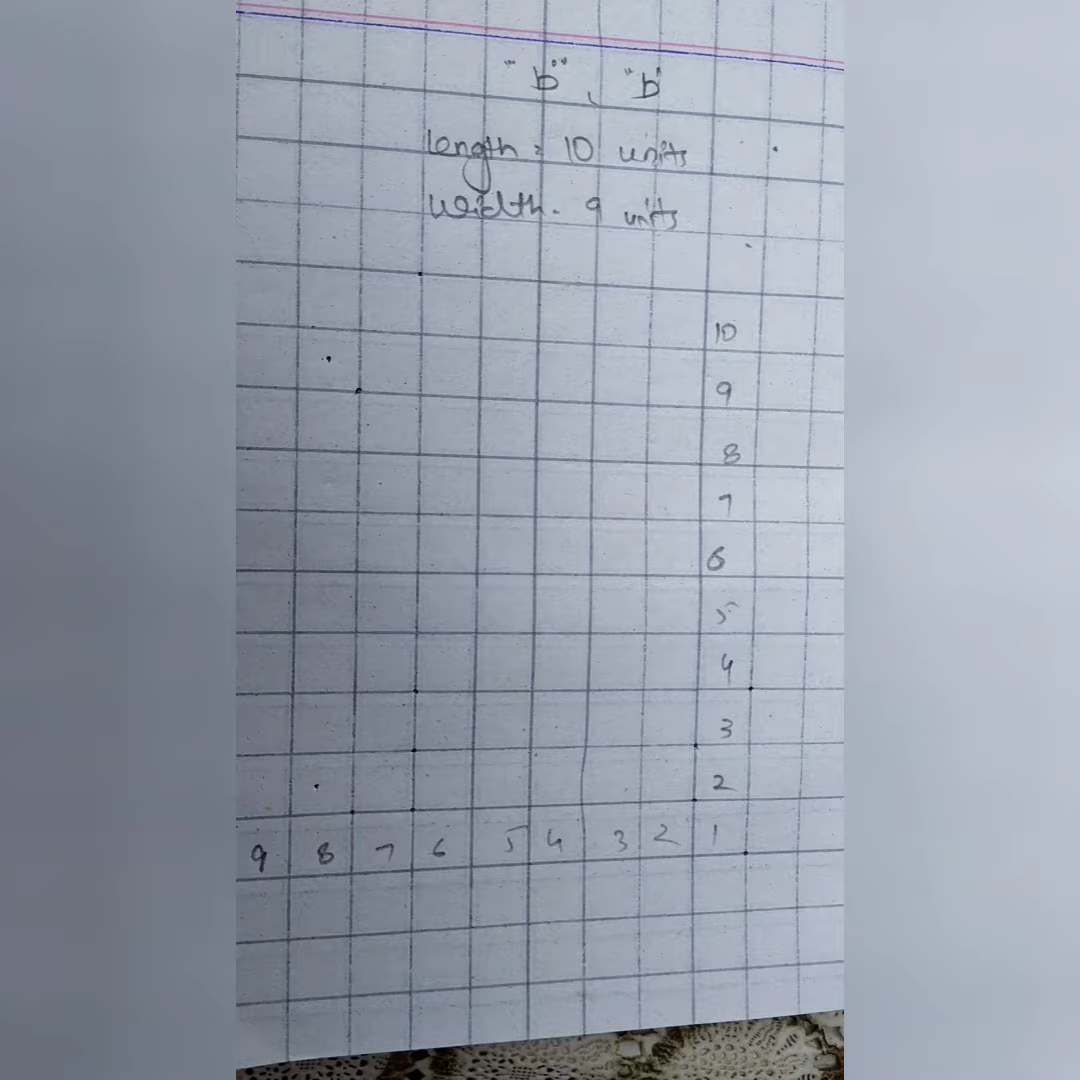 "b", "b"
length = 10 units
width - 9 units
10
9
8
7
6
5
4
3
2
9 8 7 6 5 4 3 2 1